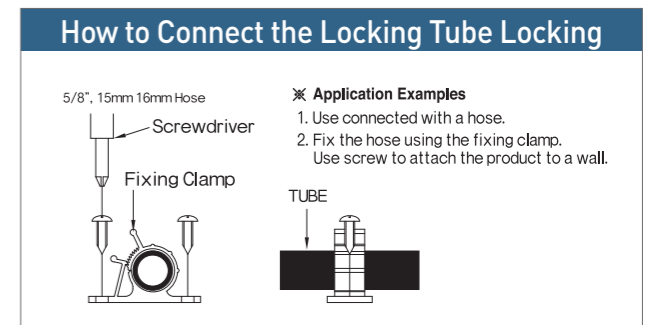 How to Connect the Locking Tube Locking
5/8", 15mm 16mm Hose
Screwdriver
Fixing Clamp
※ Application Examples
1. Use connected with a hose.
2. Fix the hose using the fixing clamp.
Use screw to attach the product to a wall.
TUBE